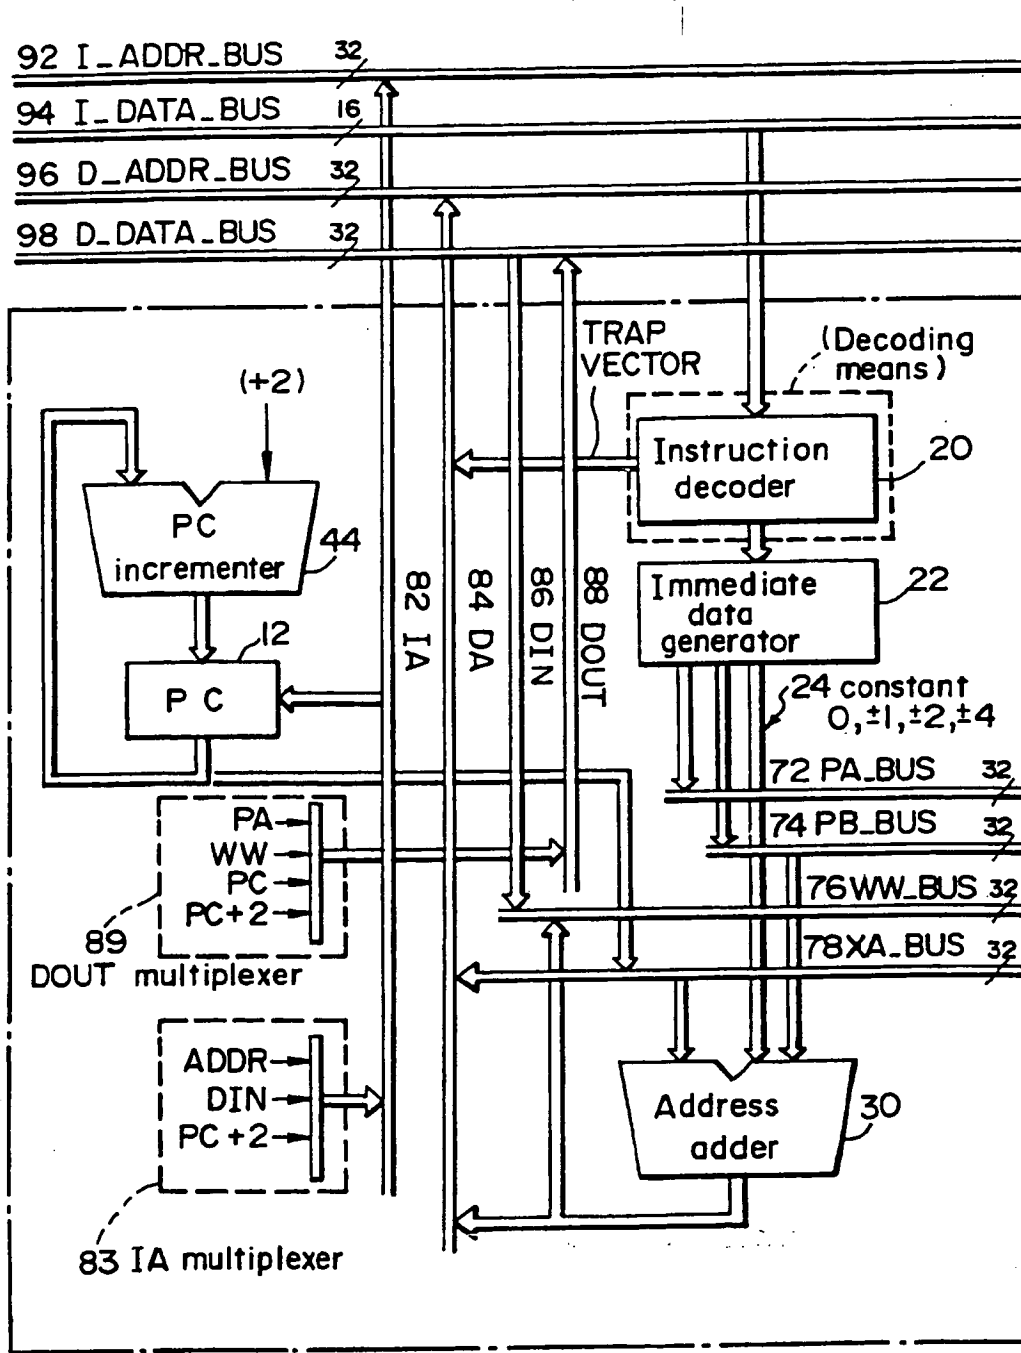 92 I_ADDR_BUS 32
94 I_DATA_BUS 16
96 D_ADDR_BUS 32
98 D_DATA_BUS 32
TRAP
VECTOR
(Decoding
means)
(+2)
Instruction
decoder
20
PC
incrementer
44
Immediate
data
generator
22
82 IA
84 DA
86 DIN
88 DOUT
12
PC
24 constant
0,±1,±2,±4
72 PA_BUS 32
74 PB_BUS 32
76 WW_BUS 32
78 XA_BUS 32
PA
WW
PC
PC+2
89
DOUT multiplexer
ADDR
DIN
PC+2
83 IA multiplexer
Address
adder
30